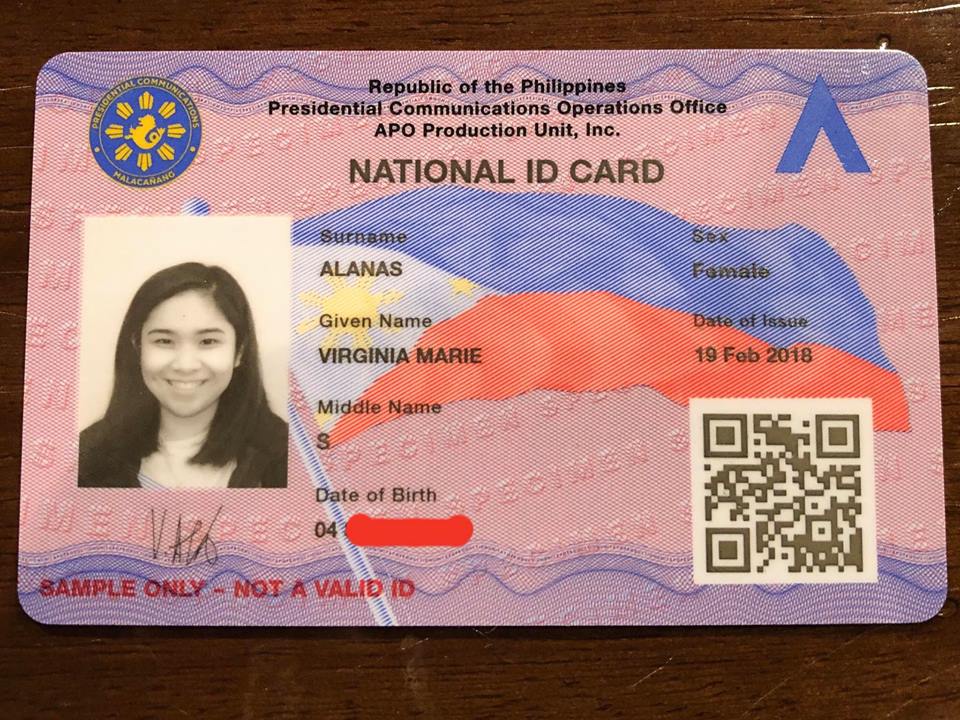 PRESIDENTIAL COMMUNICATIONS
MALACAÑANG
Republic of the Philippines
Presidential Communications Operations Office
APO Production Unit, Inc.
NATIONAL ID CARD
Surname
ALANAS
Sex
Female
Given Name
VIRGINIA MARIE
Date of Issue
19 Feb 2018
Middle Name
S
Date of Birth
04
SPECIMEN SPECIMEN SPECIMEN
SAMPLE ONLY – NOT A VALID ID